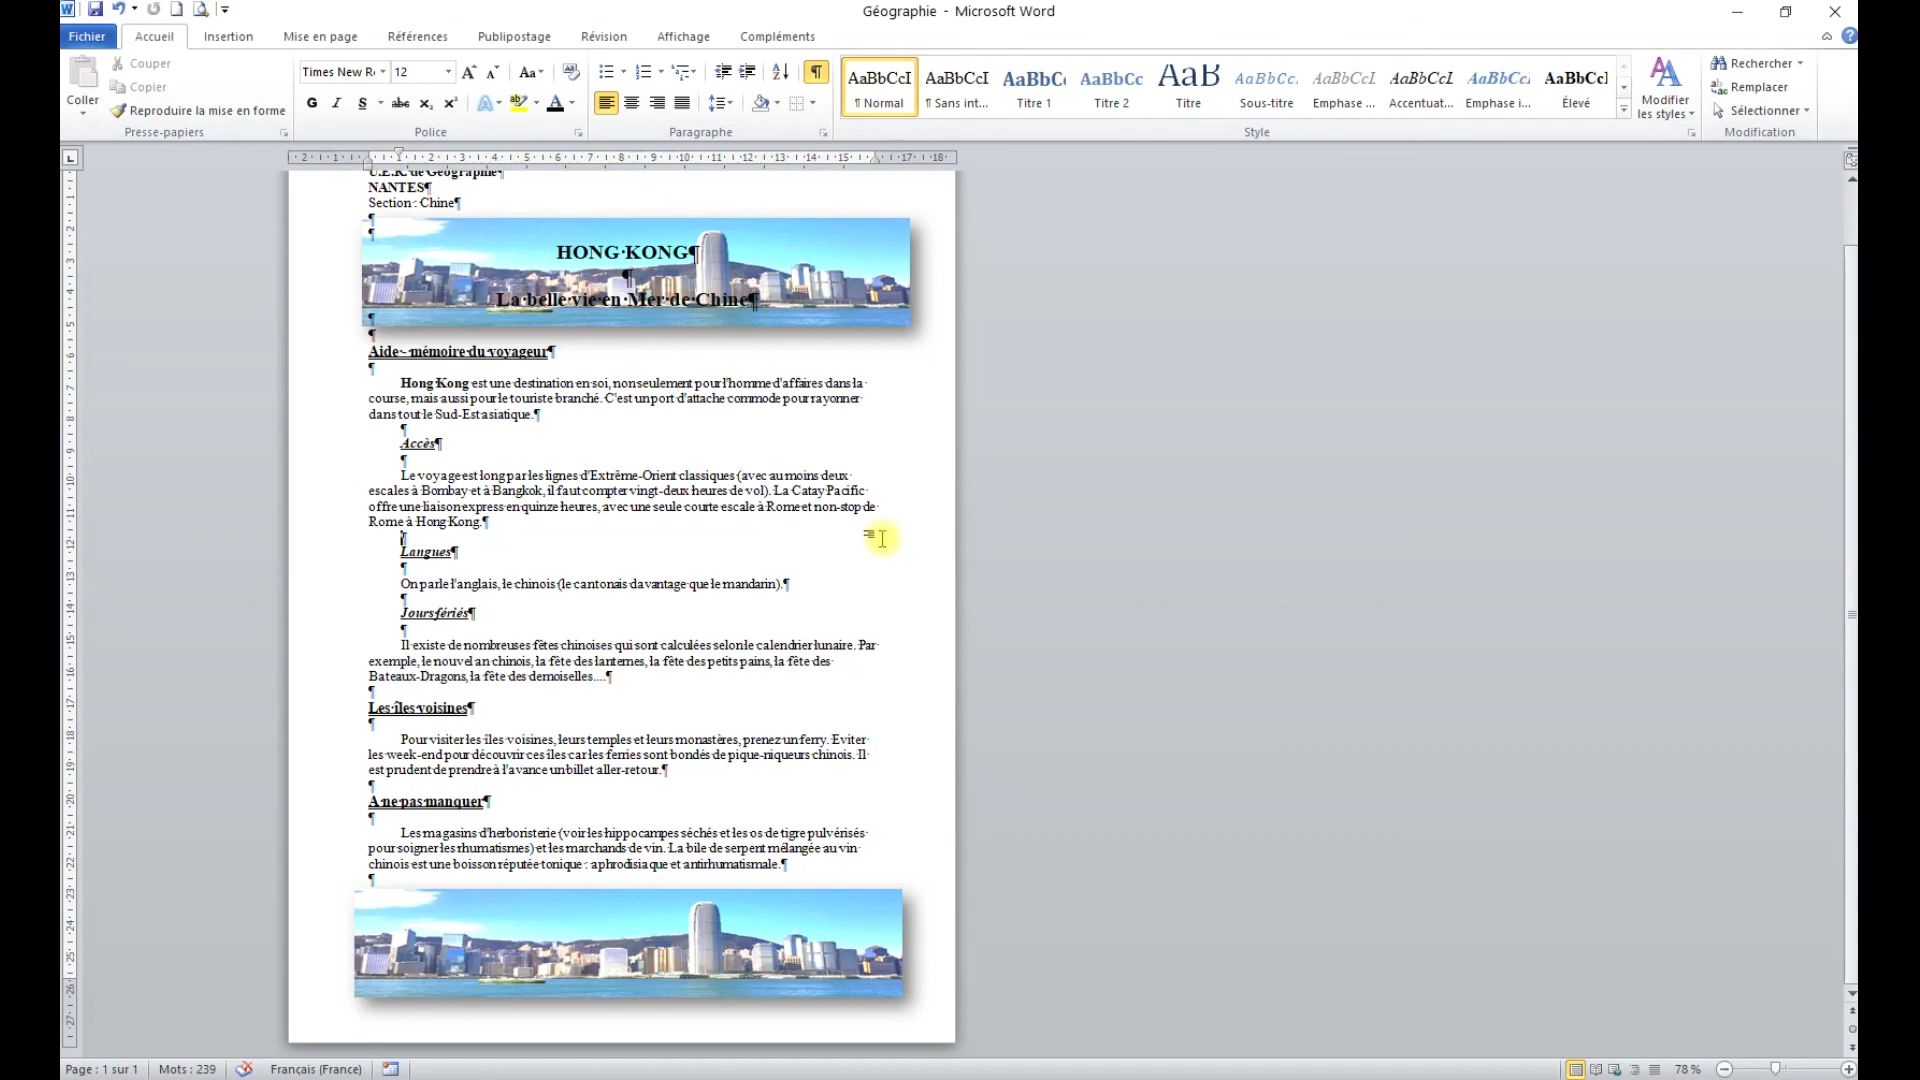 Géographie - Microsoft Word
Fichier Accueil Insertion Mise en page Références Publipostage Révision Affichage Compléments
Coller
Couper
Copier
Reproduire la mise en forme
Presse-papiers
Times New R 12
Police
Paragraphe
AaBbCcI AaBbCcI AaBbC AaBbCc AaB AaBbCc. AaBbCcI AaBbCcI AaBbCcI AaBbCcI
¶ Normal ¶ Sans int... Titre 1 Titre 2 Titre Sous-titre Emphase ... Accentuat... Emphase i... Élevé
Style
Modifier les styles
Rechercher
Remplacer
Sélectionner
Modification
U.E.R. de Géographie¶
NANTES¶
Section : Chine¶
HONG KONG¶
La belle vie en Mer de Chine¶
Aide - mémoire du voyageur¶
Hong Kong est une destination en soi, non seulement pour l'homme d'affaires dans la
course, mais aussi pour le touriste branché. C'est un port d'attache commode pour rayonner
dans tout le Sud-Est asiatique.¶
Accès¶
Le voyage est long par les lignes d'Extrême-Orient classiques (avec au moins deux
escales à Bombay et à Bangkok, il faut compter vingt-deux heures de vol). La Catay Pacific
offre une liaison express en quinze heures, avec une seule courte escale à Rome et non-stop de
Rome à Hong Kong.¶
Langues¶
On parle l'anglais, le chinois (le cantonais davantage que le mandarin).¶
Jours fériés¶
Il existe de nombreuses fêtes chinoises qui sont calculées selon le calendrier lunaire. Par
exemple, le nouvel an chinois, la fête des lanternes, la fête des petits pains, la fête des
Bateaux-Dragons, la fête des demoiselles....¶
Les îles voisines¶
Pour visiter les îles voisines, leurs temples et leurs monastères, prenez un ferry. Eviter
les week-end pour découvrir ces îles car les ferries sont bondés de pique-niqueurs chinois. Il
est prudent de prendre à l'avance un billet aller-retour.¶
A ne pas manquer¶
Les magasins d'herboristerie (voir les hippocampes séchés et les os de tigre pulvérisés
pour soigner les rhumatismes) et les marchands de vin. La bile de serpent mélangée au vin
chinois est une boisson réputée tonique : aphrodisiaque et antirhumatismale.¶
Page : 1 sur 1 Mots : 239 Français (France) 78 %